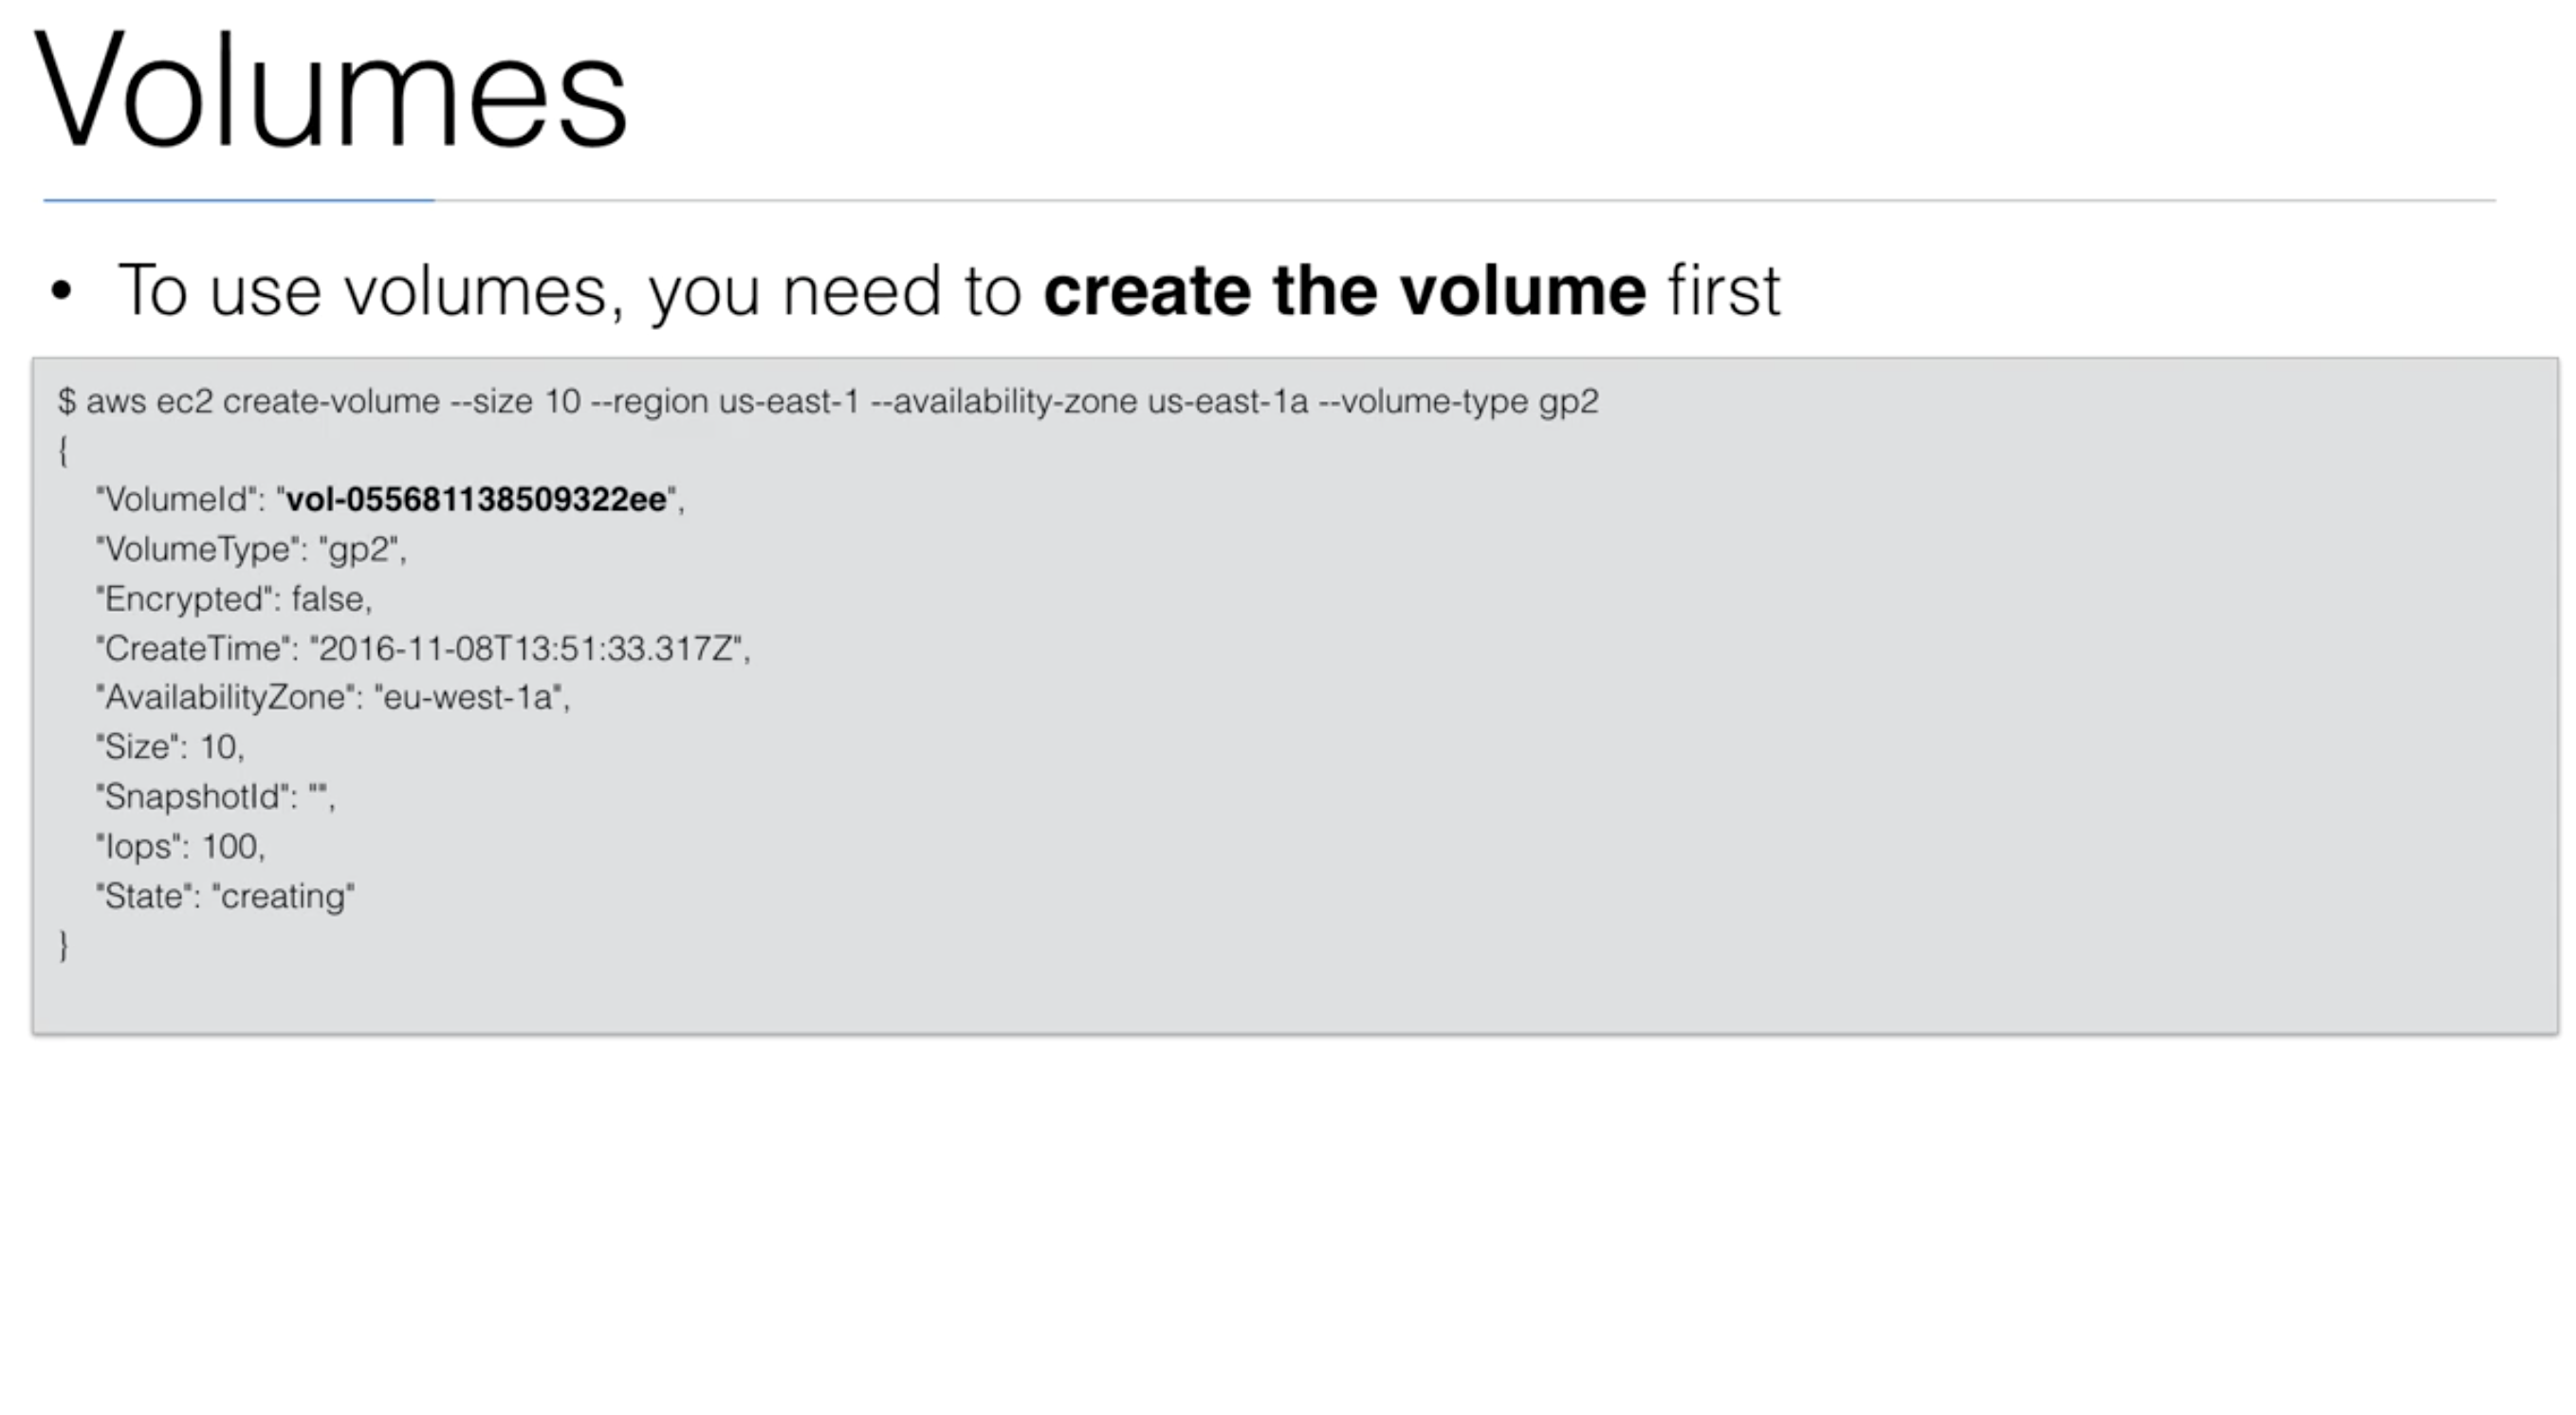 Volumes
• To use volumes, you need to create the volume first
$ aws ec2 create-volume --size 10 --region us-east-1 --availability-zone us-east-1a --volume-type gp2
{
"VolumeId": "vol-055681138509322ee",
"VolumeType": "gp2",
"Encrypted": false,
"CreateTime": "2016-11-08T13:51:33.317Z",
"AvailabilityZone": "eu-west-1a",
"Size": 10,
"SnapshotId": "",
"Iops": 100,
"State": "creating"
}